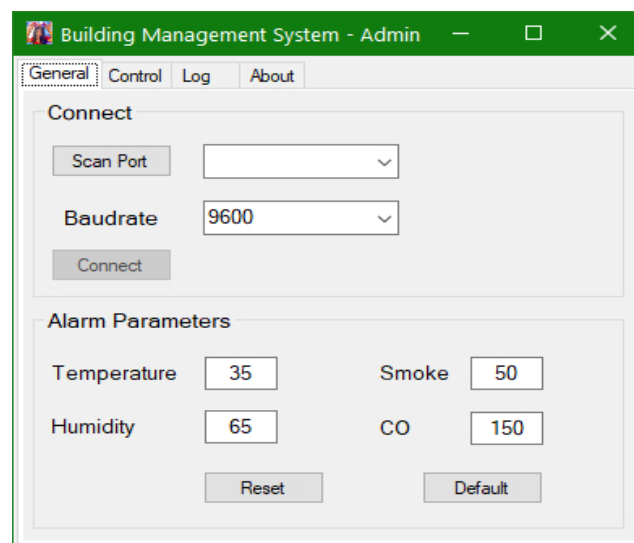 Building Management System - Admin
General Control Log About
Connect
Scan Port
Baudrate 9600
Connect
Alarm Parameters
Temperature 35 Smoke 50
Humidity 65 CO 150
Reset Default